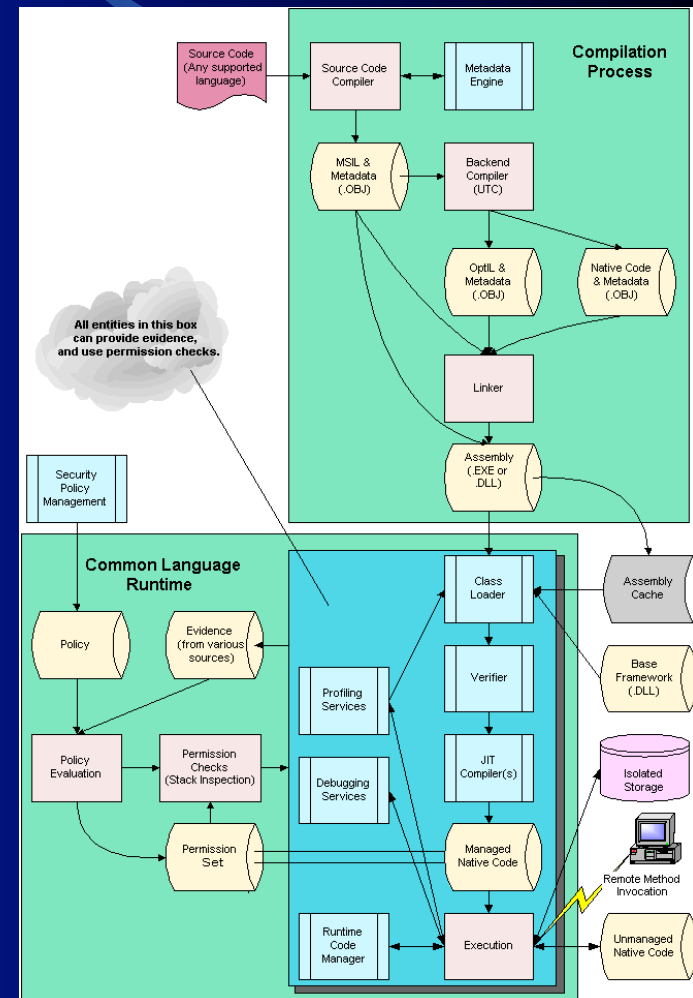 Source Code
(Any supported
language)
Source Code
Compiler
Metadata
Engine
Compilation
Process
MSIL &
Metadata
(.OBJ)
Backend
Compiler
(UTC)
OptIL &
Metadata
(.OBJ)
Native Code
& Metadata
(.OBJ)
All entities in this box
can provide evidence,
and use permission checks.
Linker
Assembly
(.EXE or
.DLL)
Security
Policy
Management
Common Language
Runtime
Class
Loader
Assembly
Cache
Policy
Evidence
(from various
sources)
Verifier
Base
Framework
(.DLL)
Profiling
Services
Policy
Evaluation
Permission
Checks
(Stack Inspection)
Debugging
Services
JIT
Compiler(s)
Isolated
Storage
Permission
Set
Managed
Native Code
Remote Method
Invocation
Runtime
Code
Manager
Execution
Unmanaged
Native Code